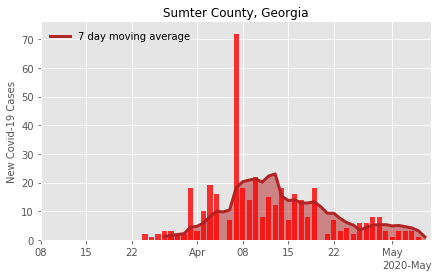 Sumter County, Georgia
7 day moving average
New Covid-19 Cases
70
60
50
40
30
20
10
0
08 15 22 Apr 08 15 22 May
2020-May